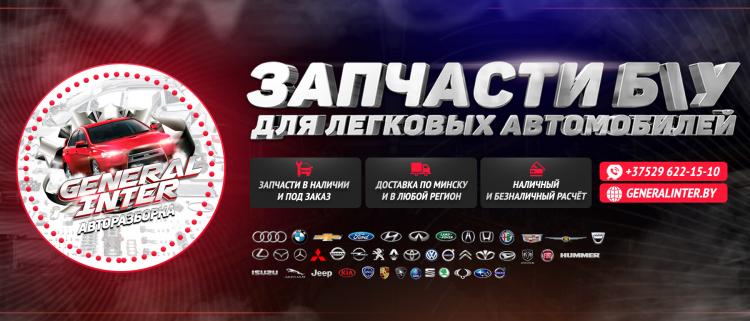 GENERAL
INTER
АВТОРАЗБОРКА
ЗАПЧАСТИ Б\У
ДЛЯ ЛЕГКОВЫХ АВТОМОБИЛЕЙ
ЗАПЧАСТИ В НАЛИЧИИ
И ПОД ЗАКАЗ
ДОСТАВКА ПО МИНСКУ
И В ЛЮБОЙ РЕГИОН
НАЛИЧНЫЙ
И БЕЗНАЛИЧНЫЙ РАСЧЁТ
+37529 622-15-10
GENERALINTER.BY
HUMMER
ISUZU
Jeep
KIA